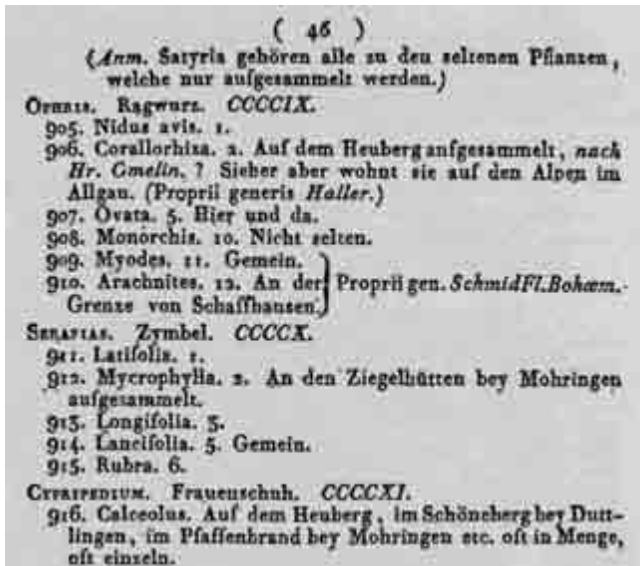 ( 46 )
(Anm. Satyria gehören alle zu den seltenen Pflanzen,
welche nur aufgesammelt werden.)
OPHRIS. Ragwurz. CCCCIX.
905. Nidus avis. 1.
906. Corallorhiza. 2. Auf dem Heuberg aufgesammelt, nach
Hr. Gmelin. ? Sicher aber wohnt sie auf den Alpen im
Allgau. (Proprii generis Haller.)
907. Ovata. 5. Hier und da.
908. Monorchis. 10. Nicht selten.
909. Myodes. 11. Gemein.
910. Arachnites. 12. An der } Proprii gen. Schmid Fl. Bohœm.
Grenze von Schaffhausen.
SERAPIAS. Zymbel. CCCCX.
911. Latifolia. 1.
912. Mycrophylla. 2. An den Ziegelhütten bey Mohringen
aufgesammelt.
913. Longifolia. 3.
914. Lancifolia. 5. Gemein.
915. Rubra. 6.
CYPRIPEDIUM. Frauenschuh. CCCCXI.
916. Calceolus. Auf dem Heuberg, im Schöneberg bey Dutt-
lingen, im Pfaffenbrand bey Mohringen etc. oft in Menge,
oft einzeln.